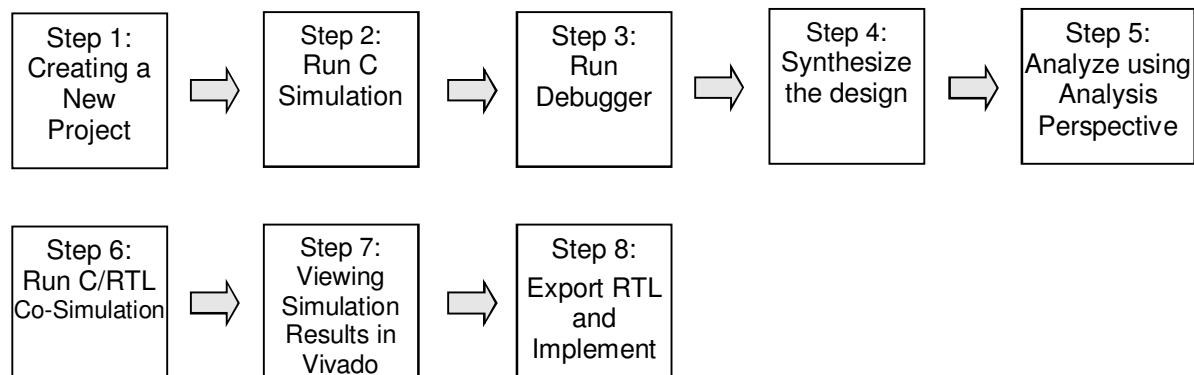 Step 1:
Creating a
New
Project
Step 2:
Run C
Simulation
Step 3:
Run
Debugger
Step 4:
Synthesize
the design
Step 5:
Analyze using
Analysis
Perspective
Step 6:
Run C/RTL
Co-Simulation
Step 7:
Viewing
Simulation
Results in
Vivado
Step 8:
Export RTL
and
Implement